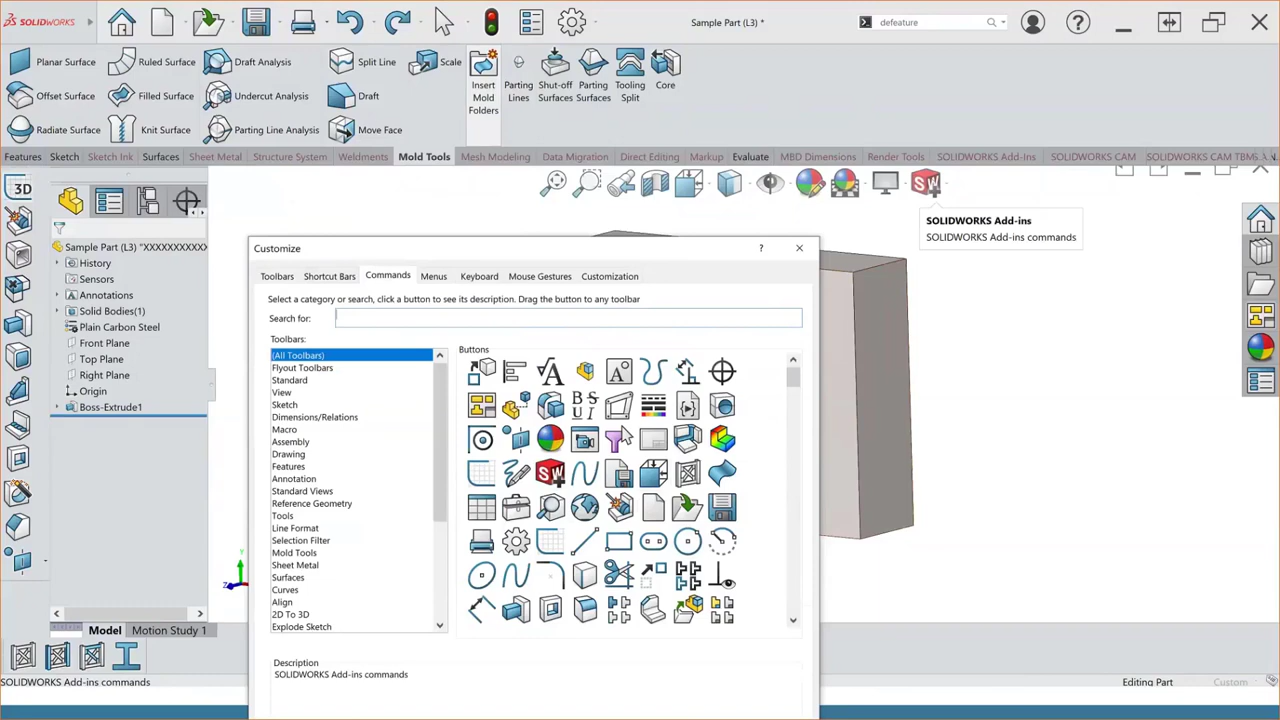 SOLIDWORKS
Sample Part (L3) *
defeature
Planar Surface
Ruled Surface
Draft Analysis
Split Line
Scale
Insert
Mold
Folders
Parting
Lines
Shut-off
Surfaces
Parting
Surfaces
Tooling
Split
Core
Offset Surface
Filled Surface
Undercut Analysis
Draft
Radiate Surface
Knit Surface
Parting Line Analysis
Move Face
Features
Sketch
Sketch Ink
Surfaces
Sheet Metal
Structure System
Weldments
Mold Tools
Mesh Modeling
Data Migration
Direct Editing
Markup
Evaluate
MBD Dimensions
Render Tools
SOLIDWORKS Add-Ins
SOLIDWORKS CAM
SOLIDWORKS CAM TBM
3D
SW
SOLIDWORKS Add-ins
SOLIDWORKS Add-ins commands
Sample Part (L3) "XXXXXXXXXX
History
Sensors
Annotations
Solid Bodies(1)
Plain Carbon Steel
Front Plane
Top Plane
Right Plane
Origin
Boss-Extrude1
Customize
Toolbars
Shortcut Bars
Commands
Menus
Keyboard
Mouse Gestures
Customization
Select a category or search, click a button to see its description. Drag the button to any toolbar
Search for:
Toolbars:
(All Toolbars)
Flyout Toolbars
Standard
View
Sketch
Dimensions/Relations
Macro
Assembly
Drawing
Features
Annotation
Standard Views
Reference Geometry
Tools
Line Format
Selection Filter
Mold Tools
Sheet Metal
Surfaces
Curves
Align
2D To 3D
Explode Sketch
Buttons
Description
SOLIDWORKS Add-ins commands
Y
Z
Model
Motion Study 1
SOLIDWORKS Add-ins commands
Editing Part
Custom